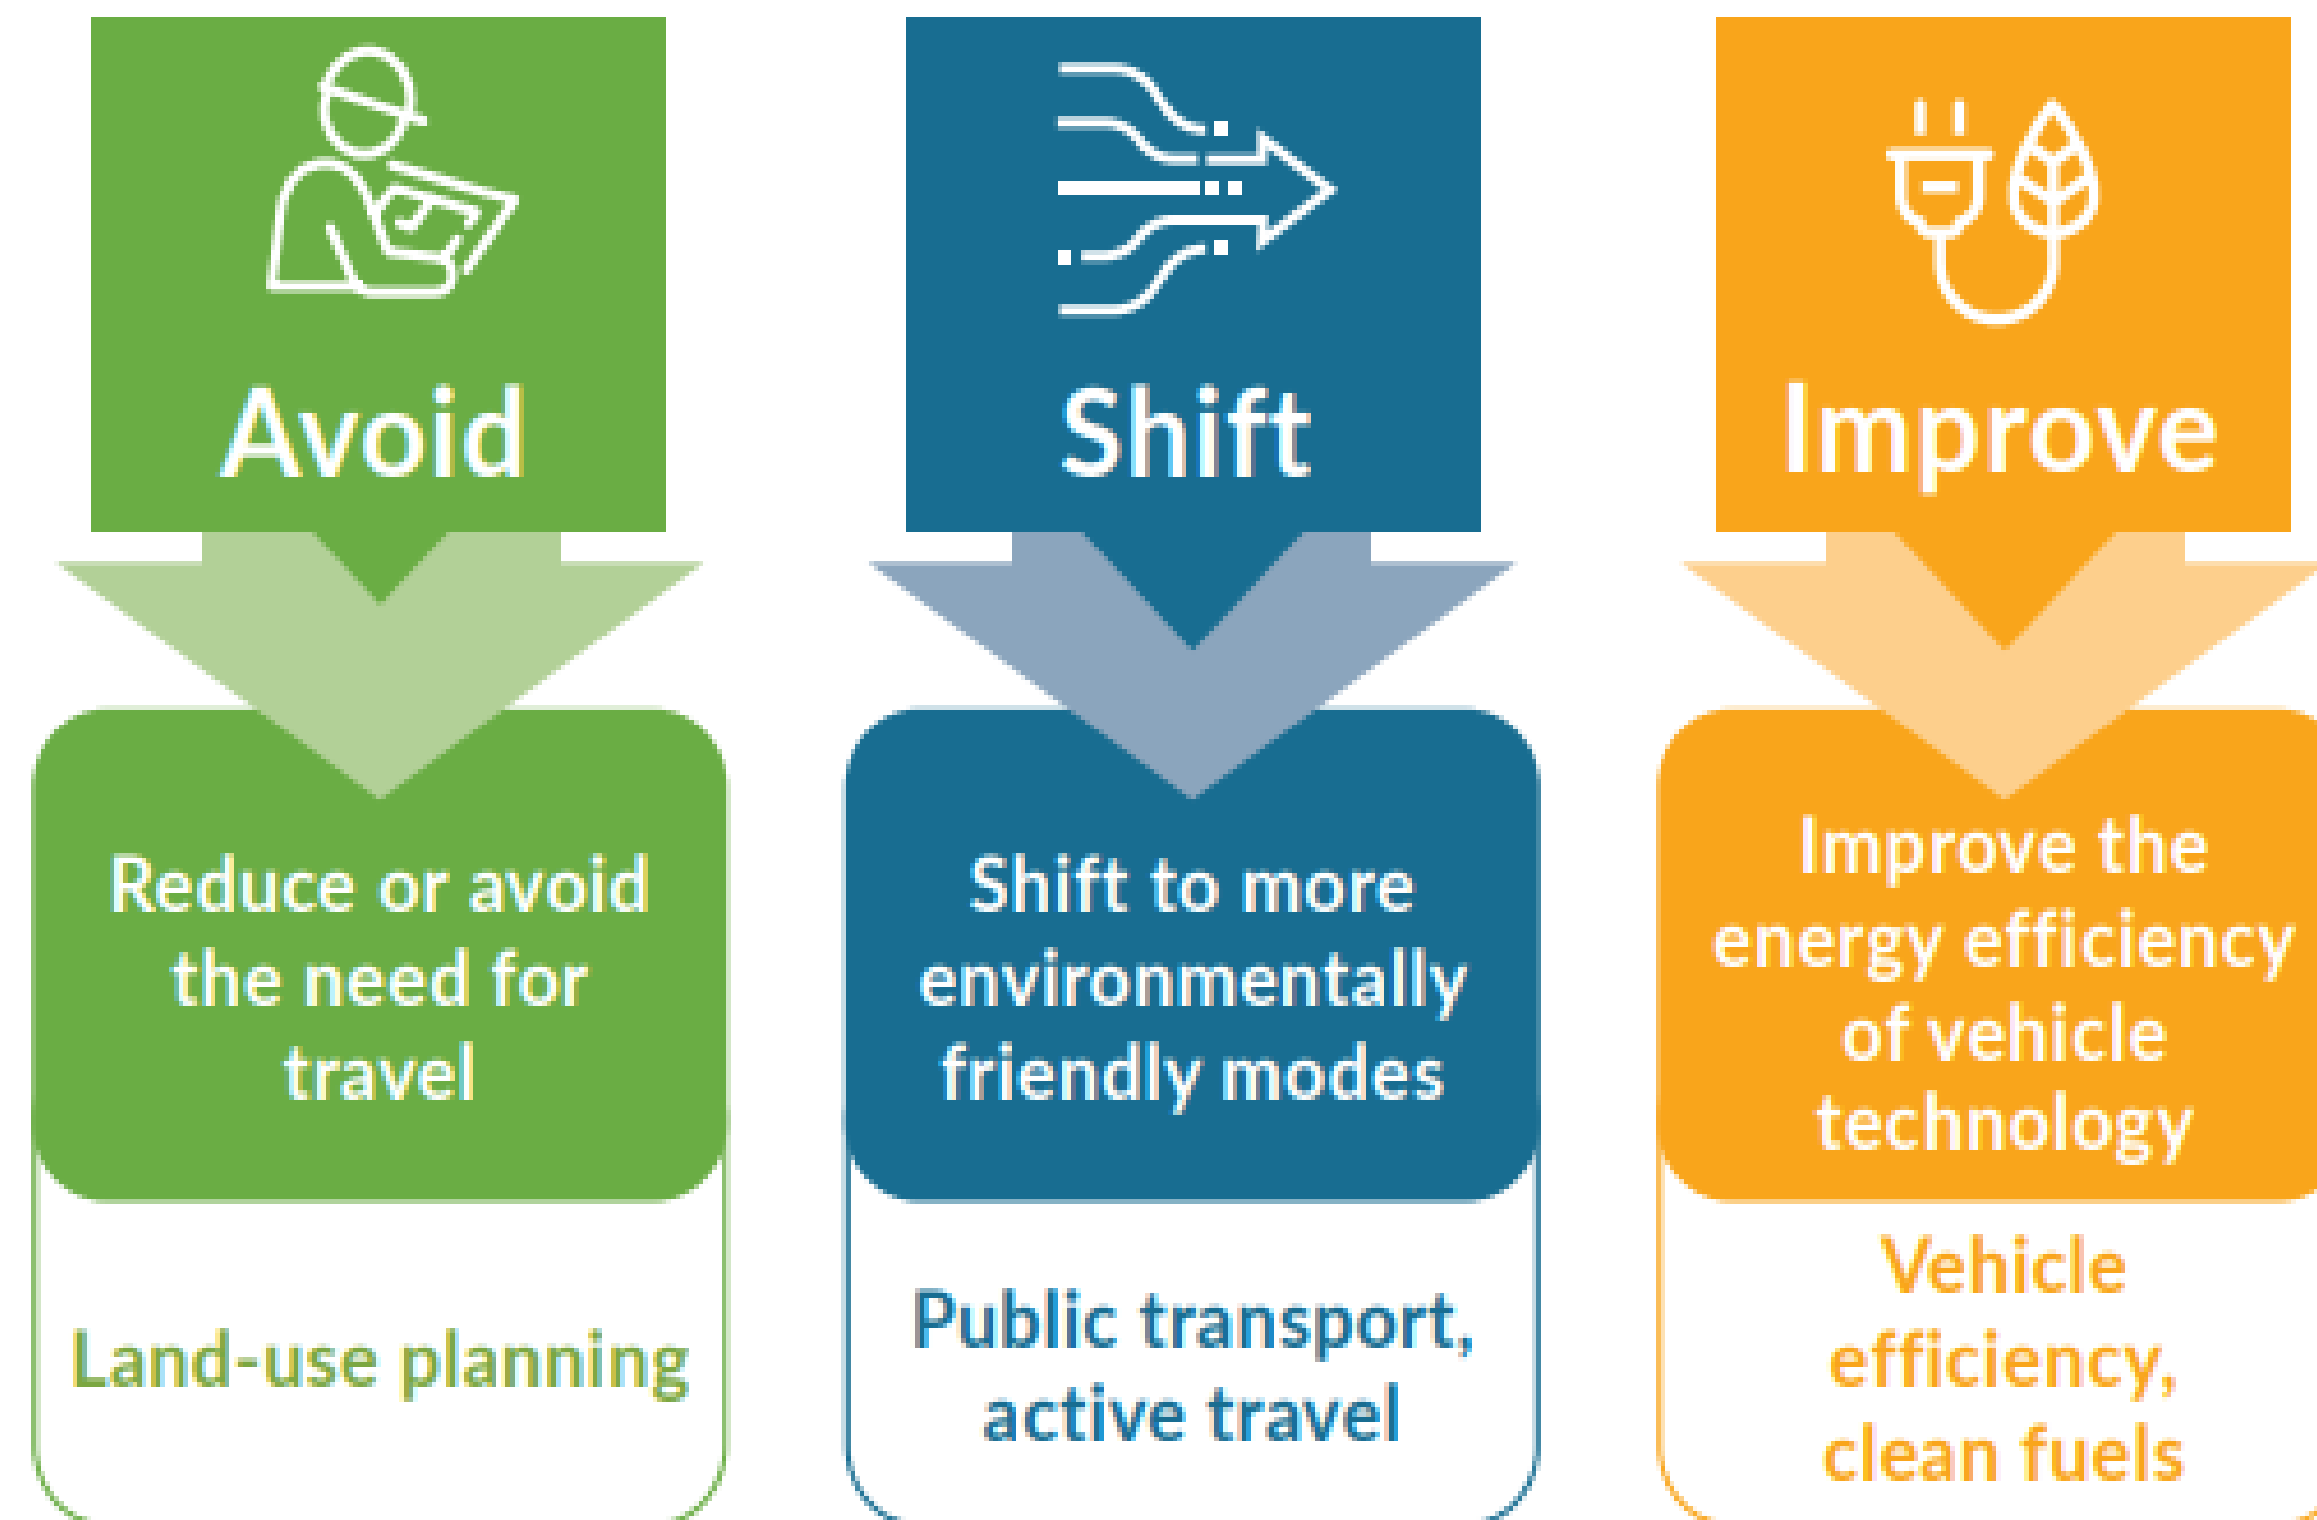 Avoid
Reduce or avoid
the need for
travel
Land-use planning
Shift
Shift to more
environmentally
friendly modes
Public transport,
active travel
Improve
Improve the
energy efficiency
of vehicle
technology
Vehicle
efficiency,
clean fuels